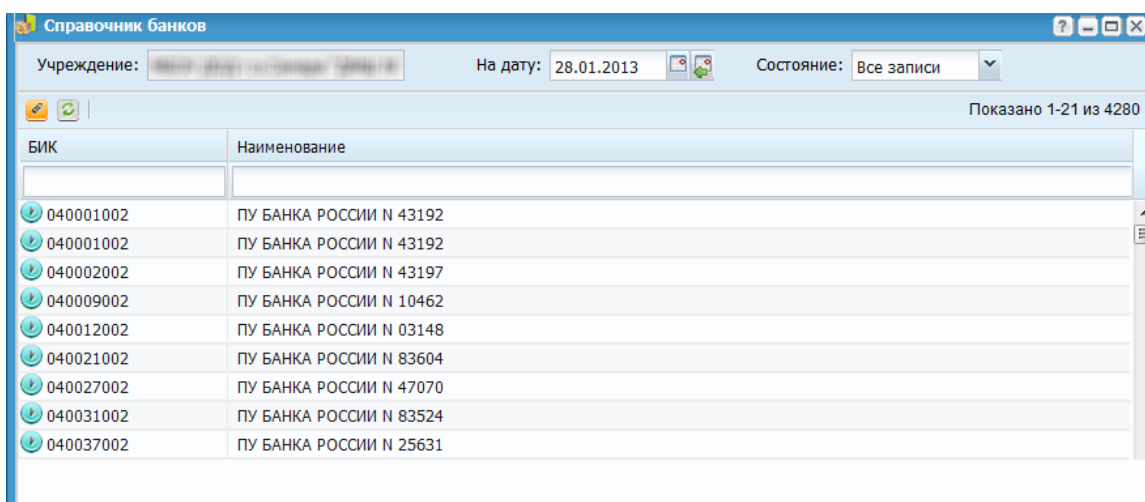 Справочник банков
Учреждение: На дату: 28.01.2013 Состояние: Все записи
Показано 1-21 из 4280
БИК Наименование
040001002 ПУ БАНКА РОССИИ N 43192
040001002 ПУ БАНКА РОССИИ N 43192
040002002 ПУ БАНКА РОССИИ N 43197
040009002 ПУ БАНКА РОССИИ N 10462
040012002 ПУ БАНКА РОССИИ N 03148
040021002 ПУ БАНКА РОССИИ N 83604
040027002 ПУ БАНКА РОССИИ N 47070
040031002 ПУ БАНКА РОССИИ N 83524
040037002 ПУ БАНКА РОССИИ N 25631